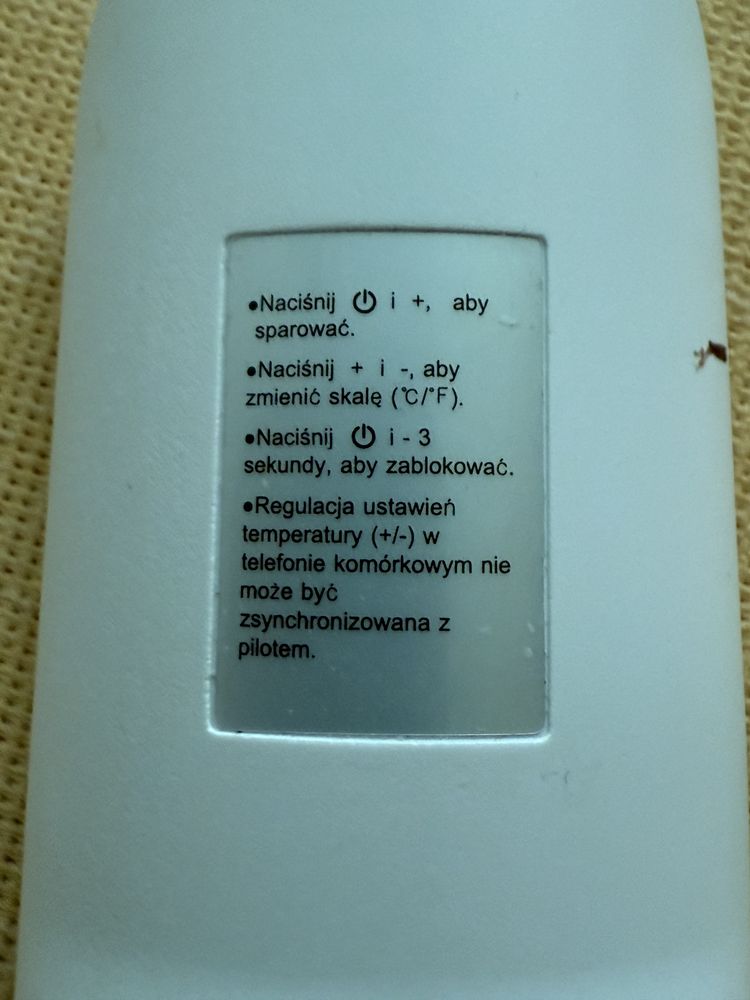 ●Naciśnij ⏻ i +, aby
sparować.
●Naciśnij + i -, aby
zmienić skalę (℃/°F).
●Naciśnij ⏻ i - 3
sekundy, aby zablokować.
●Regulacja ustawień
temperatury (+/-) w
telefonie komórkowym nie
może być
zsynchronizowana z
pilotem.